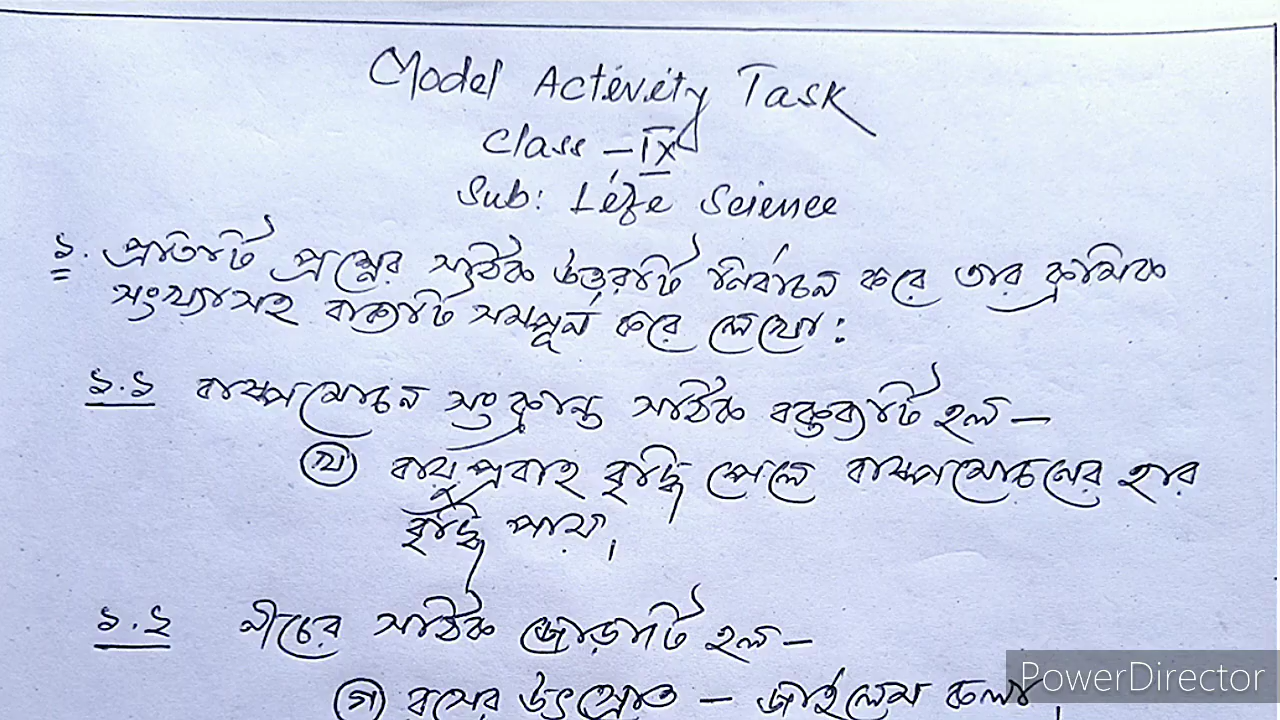 Model Activity Task
Class - IX
Sub: Life Science
১. প্রতিটি প্রশ্নের সঠিক উত্তরটি নির্বাচন করে তার ক্রমিক
সংখ্যাসহ বাক্যটি সম্পূর্ণ করে লেখো:
১.১ বাষ্পমোচন সংক্রান্ত সঠিক বক্তব্যটি হল -
(খ) বায়ুপ্রবাহ বৃদ্ধি পেলে বাষ্পমোচনের হার
বৃদ্ধি পায়।
১.২ নীচের সঠিক জোড়াটি হল -
(গ) রসের উৎস্রোত - জাইলেম কলা।
PowerDirector